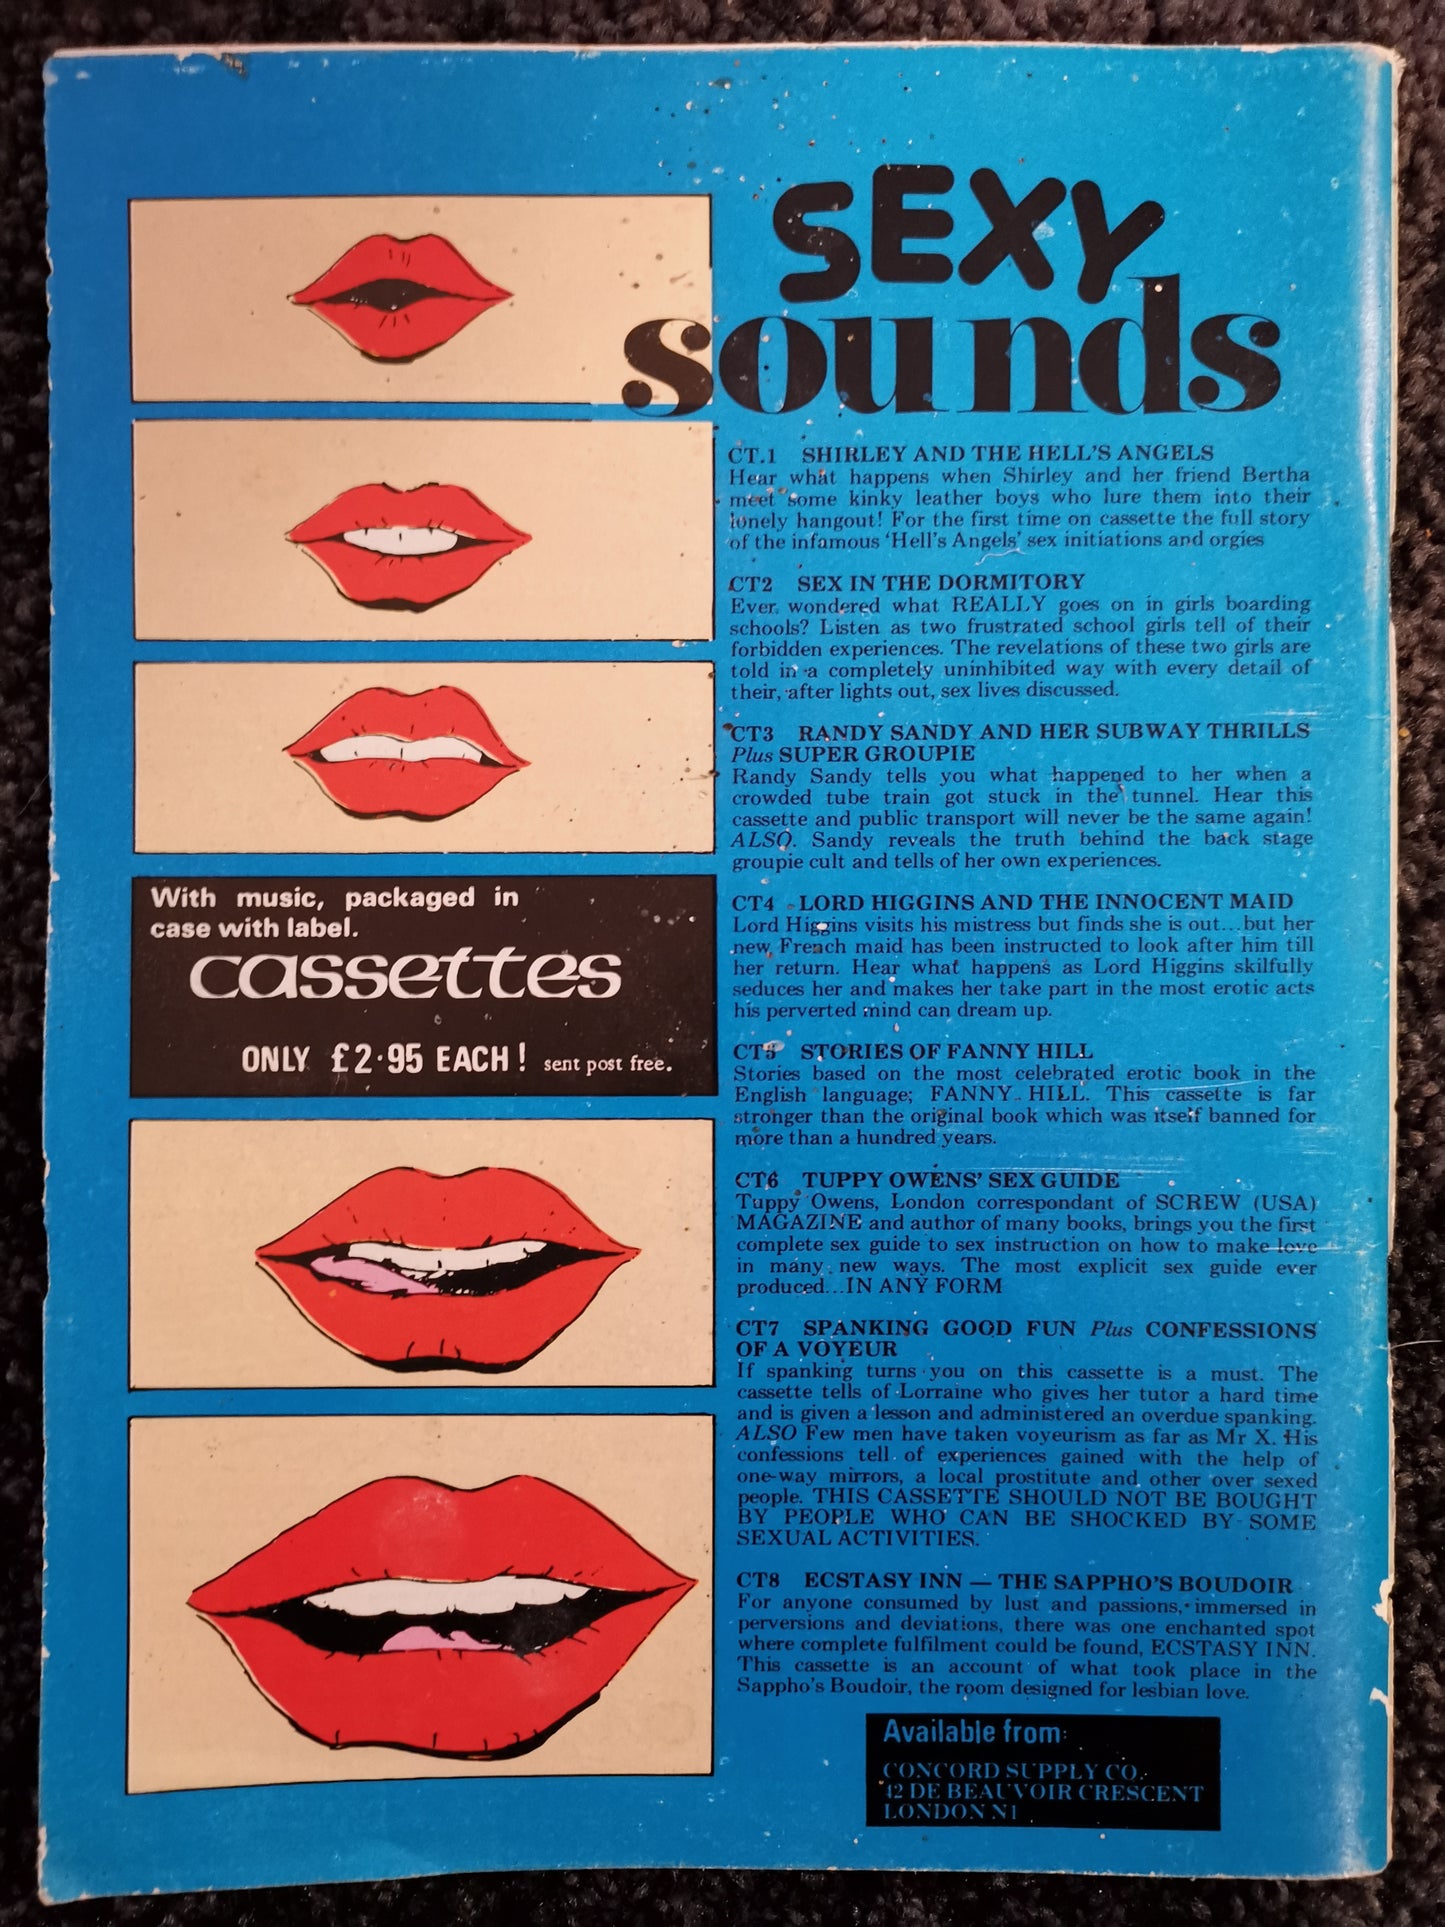 SEXY
sounds
CT.1 SHIRLEY AND THE HELL'S ANGELS
Hear what happens when Shirley and her friend Bertha
meet some kinky leather boys who lure them into their
lonely hangout! For the first time on cassette the full story
of the infamous 'Hell's Angels' sex initiations and orgies
CT2 SEX IN THE DORMITORY
Ever wondered what REALLY goes on in girls boarding
schools? Listen as two frustrated school girls tell of their
forbidden experiences. The revelations of these two girls are
told in a completely uninhibited way with every detail of
their, after lights out, sex lives discussed.
CT3 RANDY SANDY AND HER SUBWAY THRILLS
Plus SUPER GROUPIE
Randy Sandy tells you what happened to her when a
crowded tube train got stuck in the tunnel. Hear this
cassette and public transport will never be the same again!
ALSO. Sandy reveals the truth behind the back stage
groupie cult and tells of her own experiences.
With music, packaged in
case with label.
cassettes
ONLY £2·95 EACH! sent post free.
CT4 LORD HIGGINS AND THE INNOCENT MAID
Lord Higgins visits his mistress but finds she is out...but her
new French maid has been instructed to look after him till
her return. Hear what happens as Lord Higgins skilfully
seduces her and makes her take part in the most erotic acts
his perverted mind can dream up.
CT5 STORIES OF FANNY HILL
Stories based on the most celebrated erotic book in the
English language; FANNY HILL. This cassette is far
stronger than the original book which was itself banned for
more than a hundred years.
CT6 TUPPY OWENS' SEX GUIDE
Tuppy Owens, London correspondant of SCREW (USA)
MAGAZINE and author of many books, brings you the first
complete sex guide to sex instruction on how to make love
in many new ways. The most explicit sex guide ever
produced...IN ANY FORM
CT7 SPANKING GOOD FUN Plus CONFESSIONS
OF A VOYEUR
If spanking turns you on this cassette is a must. The
cassette tells of Lorraine who gives her tutor a hard time
and is given a lesson and administered an overdue spanking.
ALSO Few men have taken voyeurism as far as Mr X. His
confessions tell of experiences gained with the help of
one-way mirrors, a local prostitute and other over sexed
people. THIS CASSETTE SHOULD NOT BE BOUGHT
BY PEOPLE WHO CAN BE SHOCKED BY SOME
SEXUAL ACTIVITIES.
CT8 ECSTASY INN — THE SAPPHO'S BOUDOIR
For anyone consumed by lust and passions, immersed in
perversions and deviations, there was one enchanted spot
where complete fulfilment could be found, ECSTASY INN.
This cassette is an account of what took place in the
Sappho's Boudoir, the room designed for lesbian love.
Available from:
CONCORD SUPPLY CO.
42 DE BEAUVOIR CRESCENT
LONDON N1